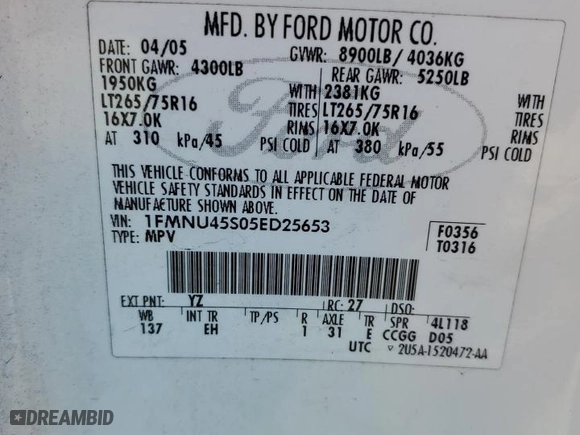 MFD. BY FORD MOTOR CO.
DATE: 04/05 GVWR: 8900LB/ 4036KG
FRONT GAWR: 4300LB REAR GAWR: 5250LB
1950KG WITH 2381KG WITH
LT265/75R16 TIRES LT265/75R16 TIRES
16X7.0K RIMS 16X7.0K RIMS
AT 310 kPa/45 PSI COLD AT 380 kPa/55 PSI COLD
THIS VEHICLE CONFORMS TO ALL APPLICABLE FEDERAL MOTOR
VEHICLE SAFETY STANDARDS IN EFFECT ON THE DATE OF
MANUFACTURE SHOWN ABOVE.
VIN: 1FMNU45S05ED25653 F0356
TYPE: MPV T0316
EXT PNT: YZ RC: 27 DSO:
WB INT TR TP/PS R AXLE TR SPR 4L118
137 EH 1 31 E CCGG D05
UTC 2U5A-1520472-AA
Ford
DREAMBID